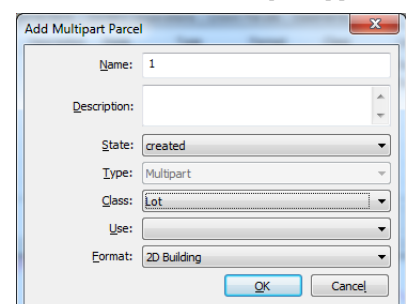 Add Multipart Parcel
Name: 1
Description:
State: created
Type: Multipart
Class: Lot
Use:
Format: 2D Building
OK Cancel